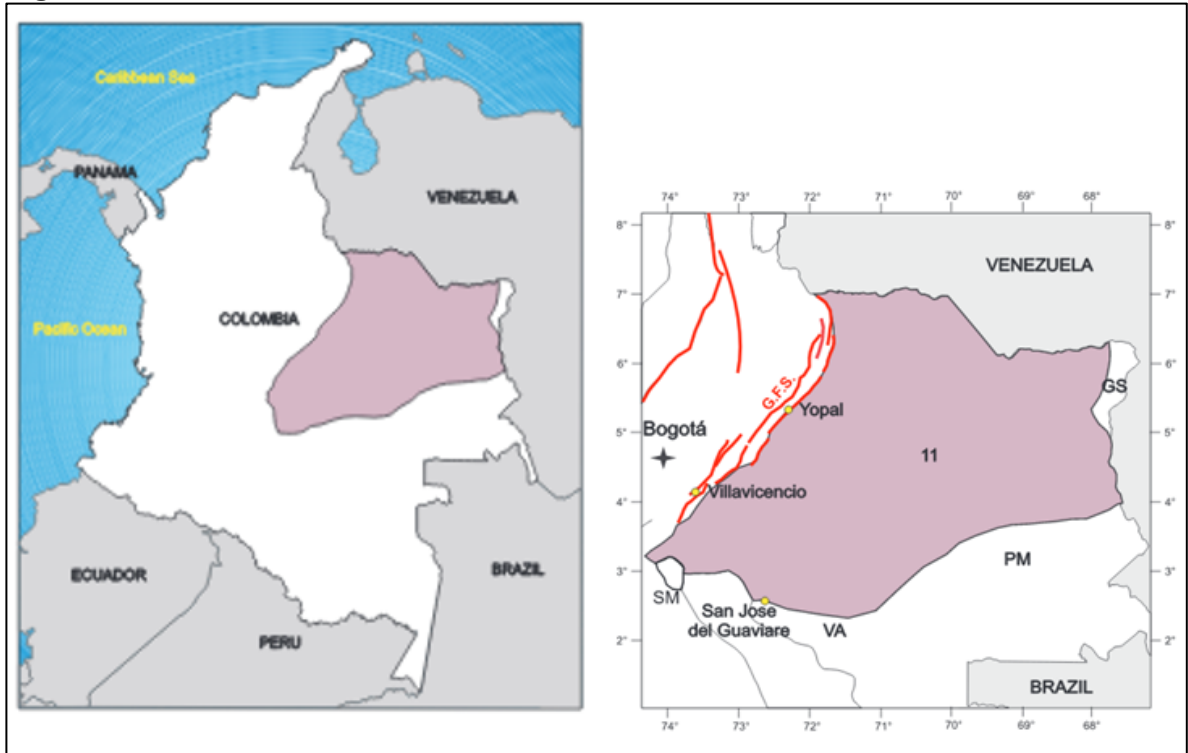 Caribbean Sea
PANAMA
VENEZUELA
COLOMBIA
Pacific Ocean
ECUADOR
BRAZIL
PERU
74° 73° 72° 71° 70° 69° 68°
8° 8°
VENEZUELA
7° 7°
6° 6°
GS
G.F.S.
Yopal
Bogotá
5° 5°
11
Villavicencio
4° 4°
PM
3° 3°
SM
San Jose
del Guaviare
VA
2° 2°
BRAZIL
74° 73° 72° 71° 70° 69° 68°